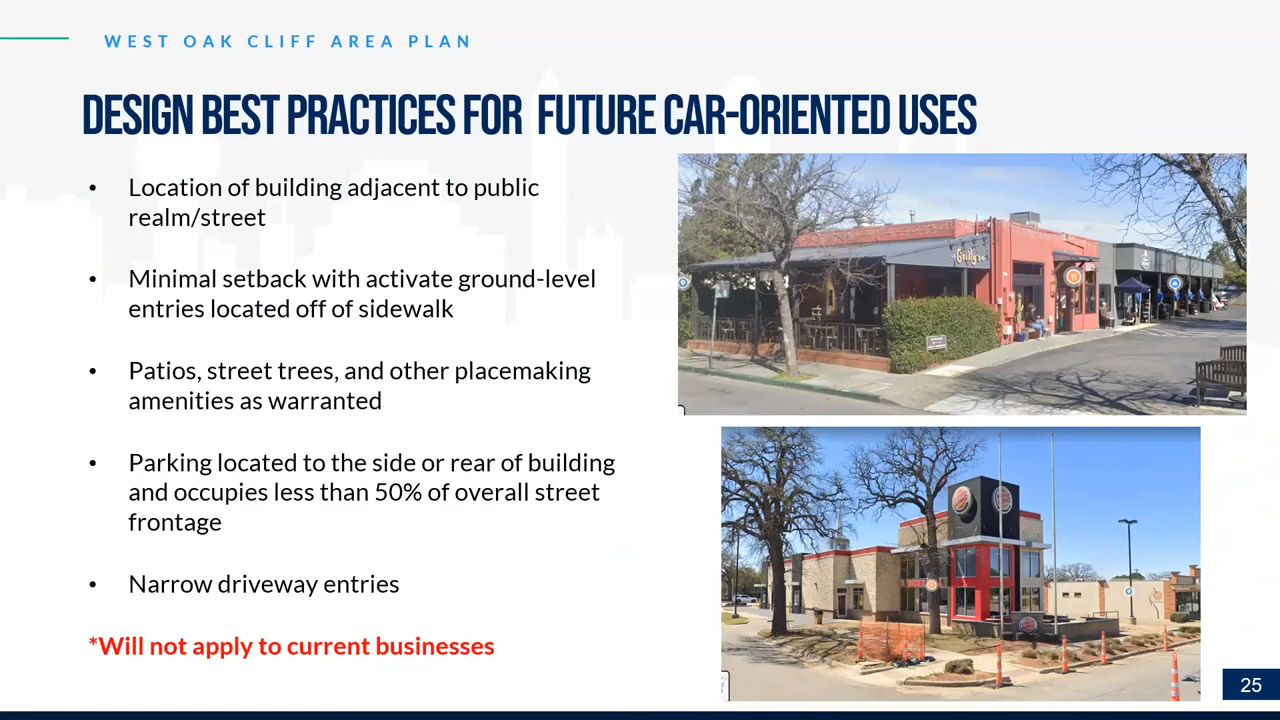 WEST OAK CLIFF AREA PLAN
DESIGN BEST PRACTICES FOR FUTURE CAR-ORIENTED USES
• Location of building adjacent to public
realm/street
• Minimal setback with activate ground-level
entries located off of sidewalk
• Patios, street trees, and other placemaking
amenities as warranted
• Parking located to the side or rear of building
and occupies less than 50% of overall street
frontage
• Narrow driveway entries
*Will not apply to current businesses
Grilly's
25